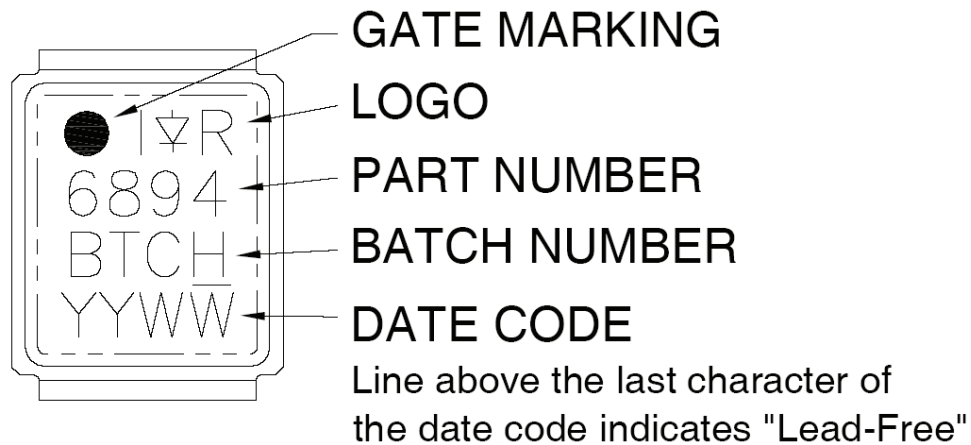 GATE MARKING
I R
LOGO
6894
PART NUMBER
BTCH
BATCH NUMBER
YYWW
DATE CODE
Line above the last character of
the date code indicates "Lead-Free"